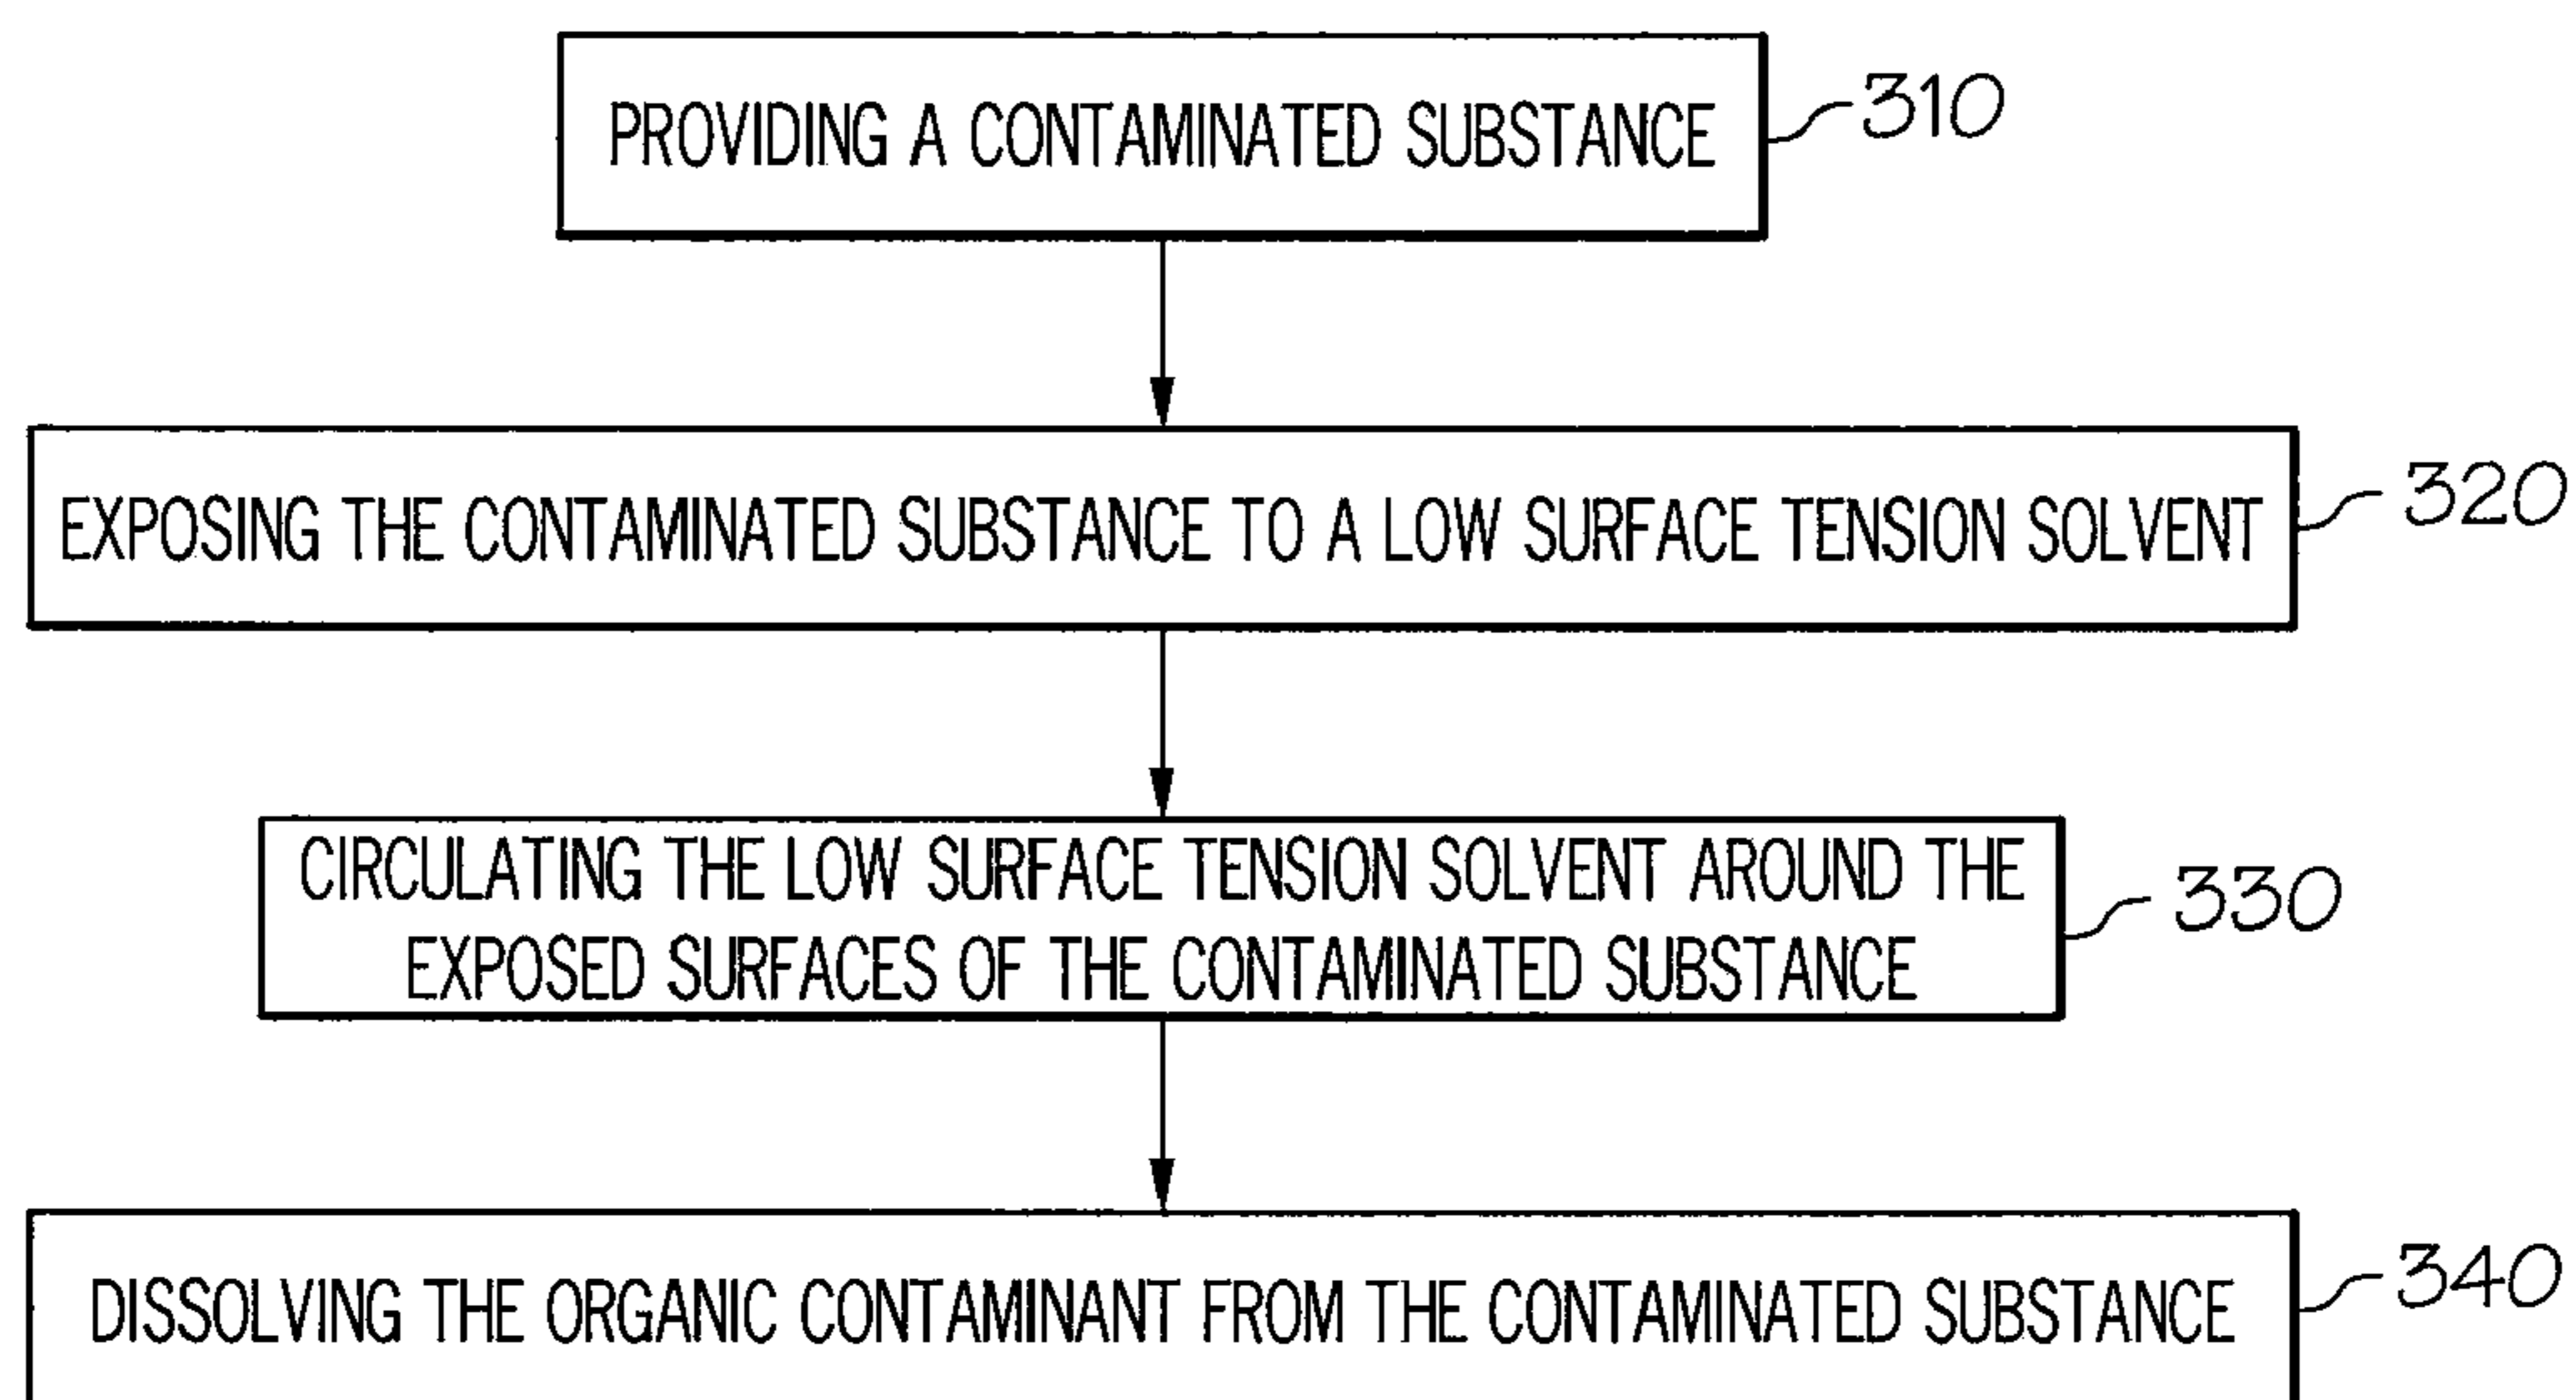 PROVIDING A CONTAMINATED SUBSTANCE
310
EXPOSING THE CONTAMINATED SUBSTANCE TO A LOW SURFACE TENSION SOLVENT
320
CIRCULATING THE LOW SURFACE TENSION SOLVENT AROUND THE
EXPOSED SURFACES OF THE CONTAMINATED SUBSTANCE
330
DISSOLVING THE ORGANIC CONTAMINANT FROM THE CONTAMINATED SUBSTANCE
340